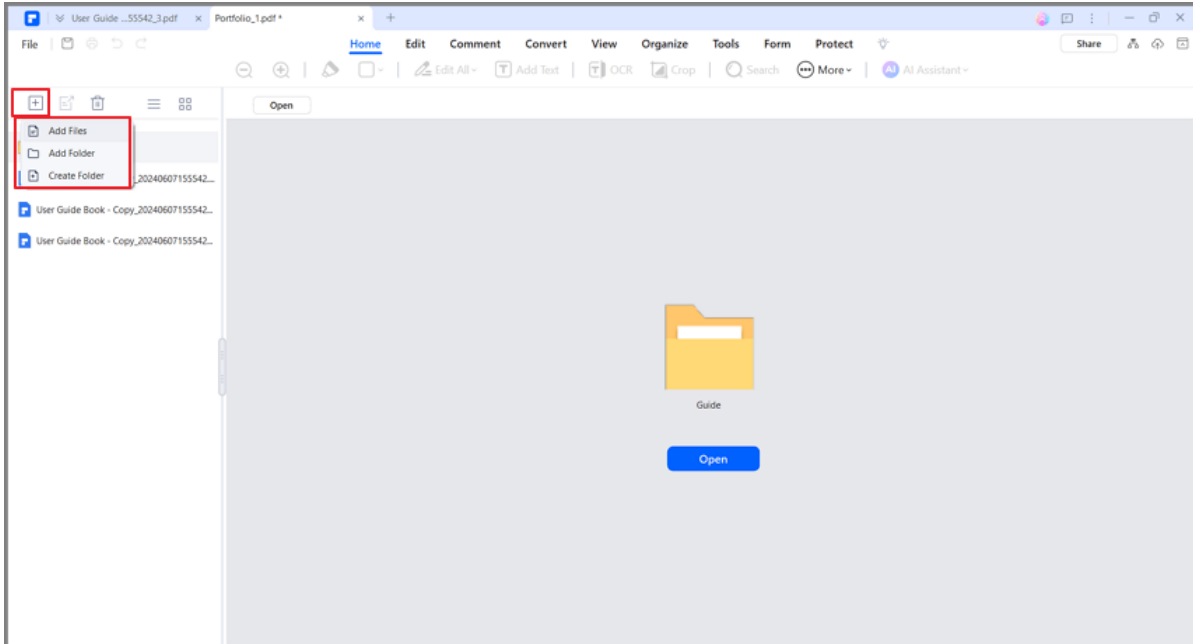 User Guide ...55542_3.pdf
Portfolio_1.pdf *
File
Home Edit Comment Convert View Organize Tools Form Protect
Share
Edit All
Add Text
OCR
Crop
Search
More
AI AI Assistant
Open
Add Files
Add Folder
Create Folder
_20240607155542...
User Guide Book - Copy_20240607155542...
User Guide Book - Copy_20240607155542...
Guide
Open